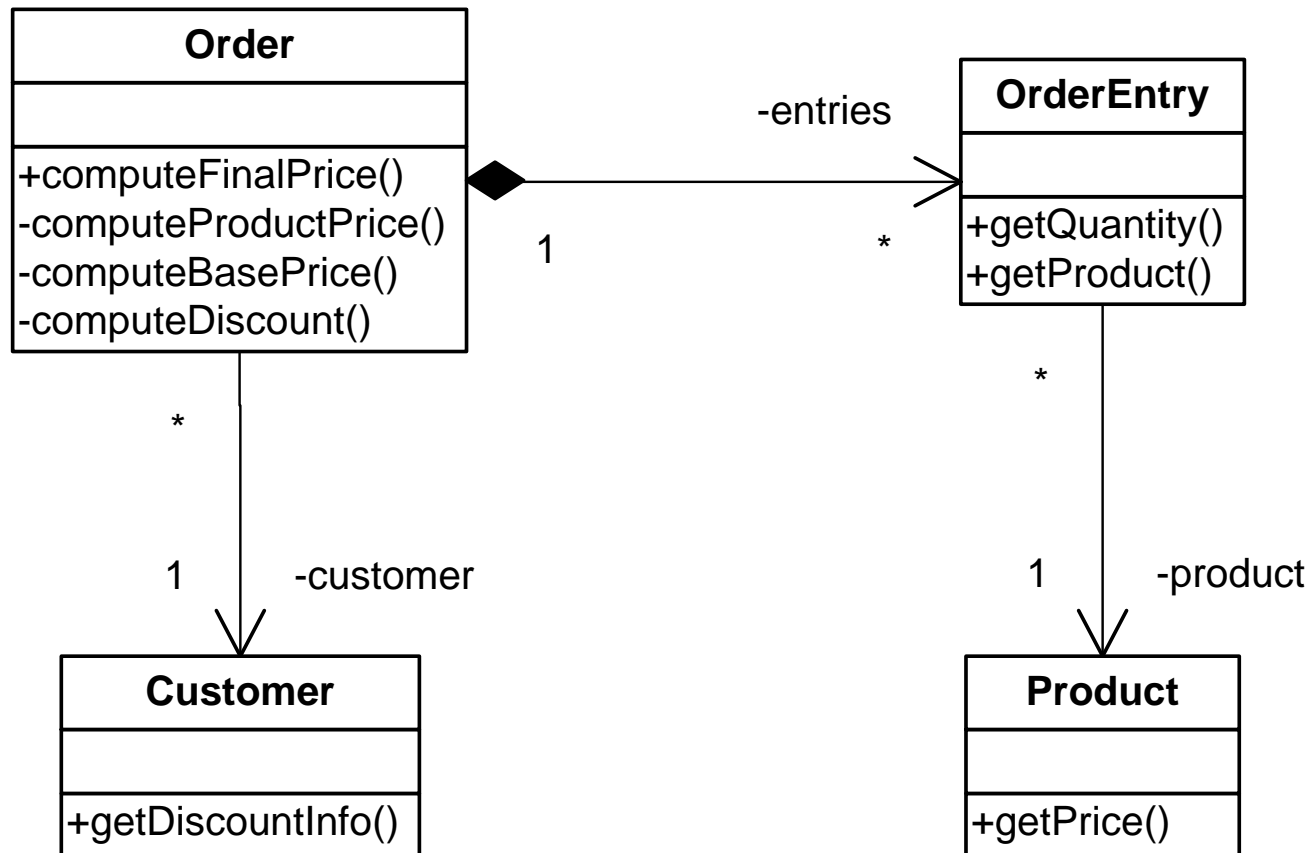 Order
+computeFinalPrice()
-computeProductPrice()
-computeBasePrice()
-computeDiscount()
-entries
1
*
OrderEntry
+getQuantity()
+getProduct()
*
1
-customer
*
1
-product
Customer
+getDiscountInfo()
Product
+getPrice()